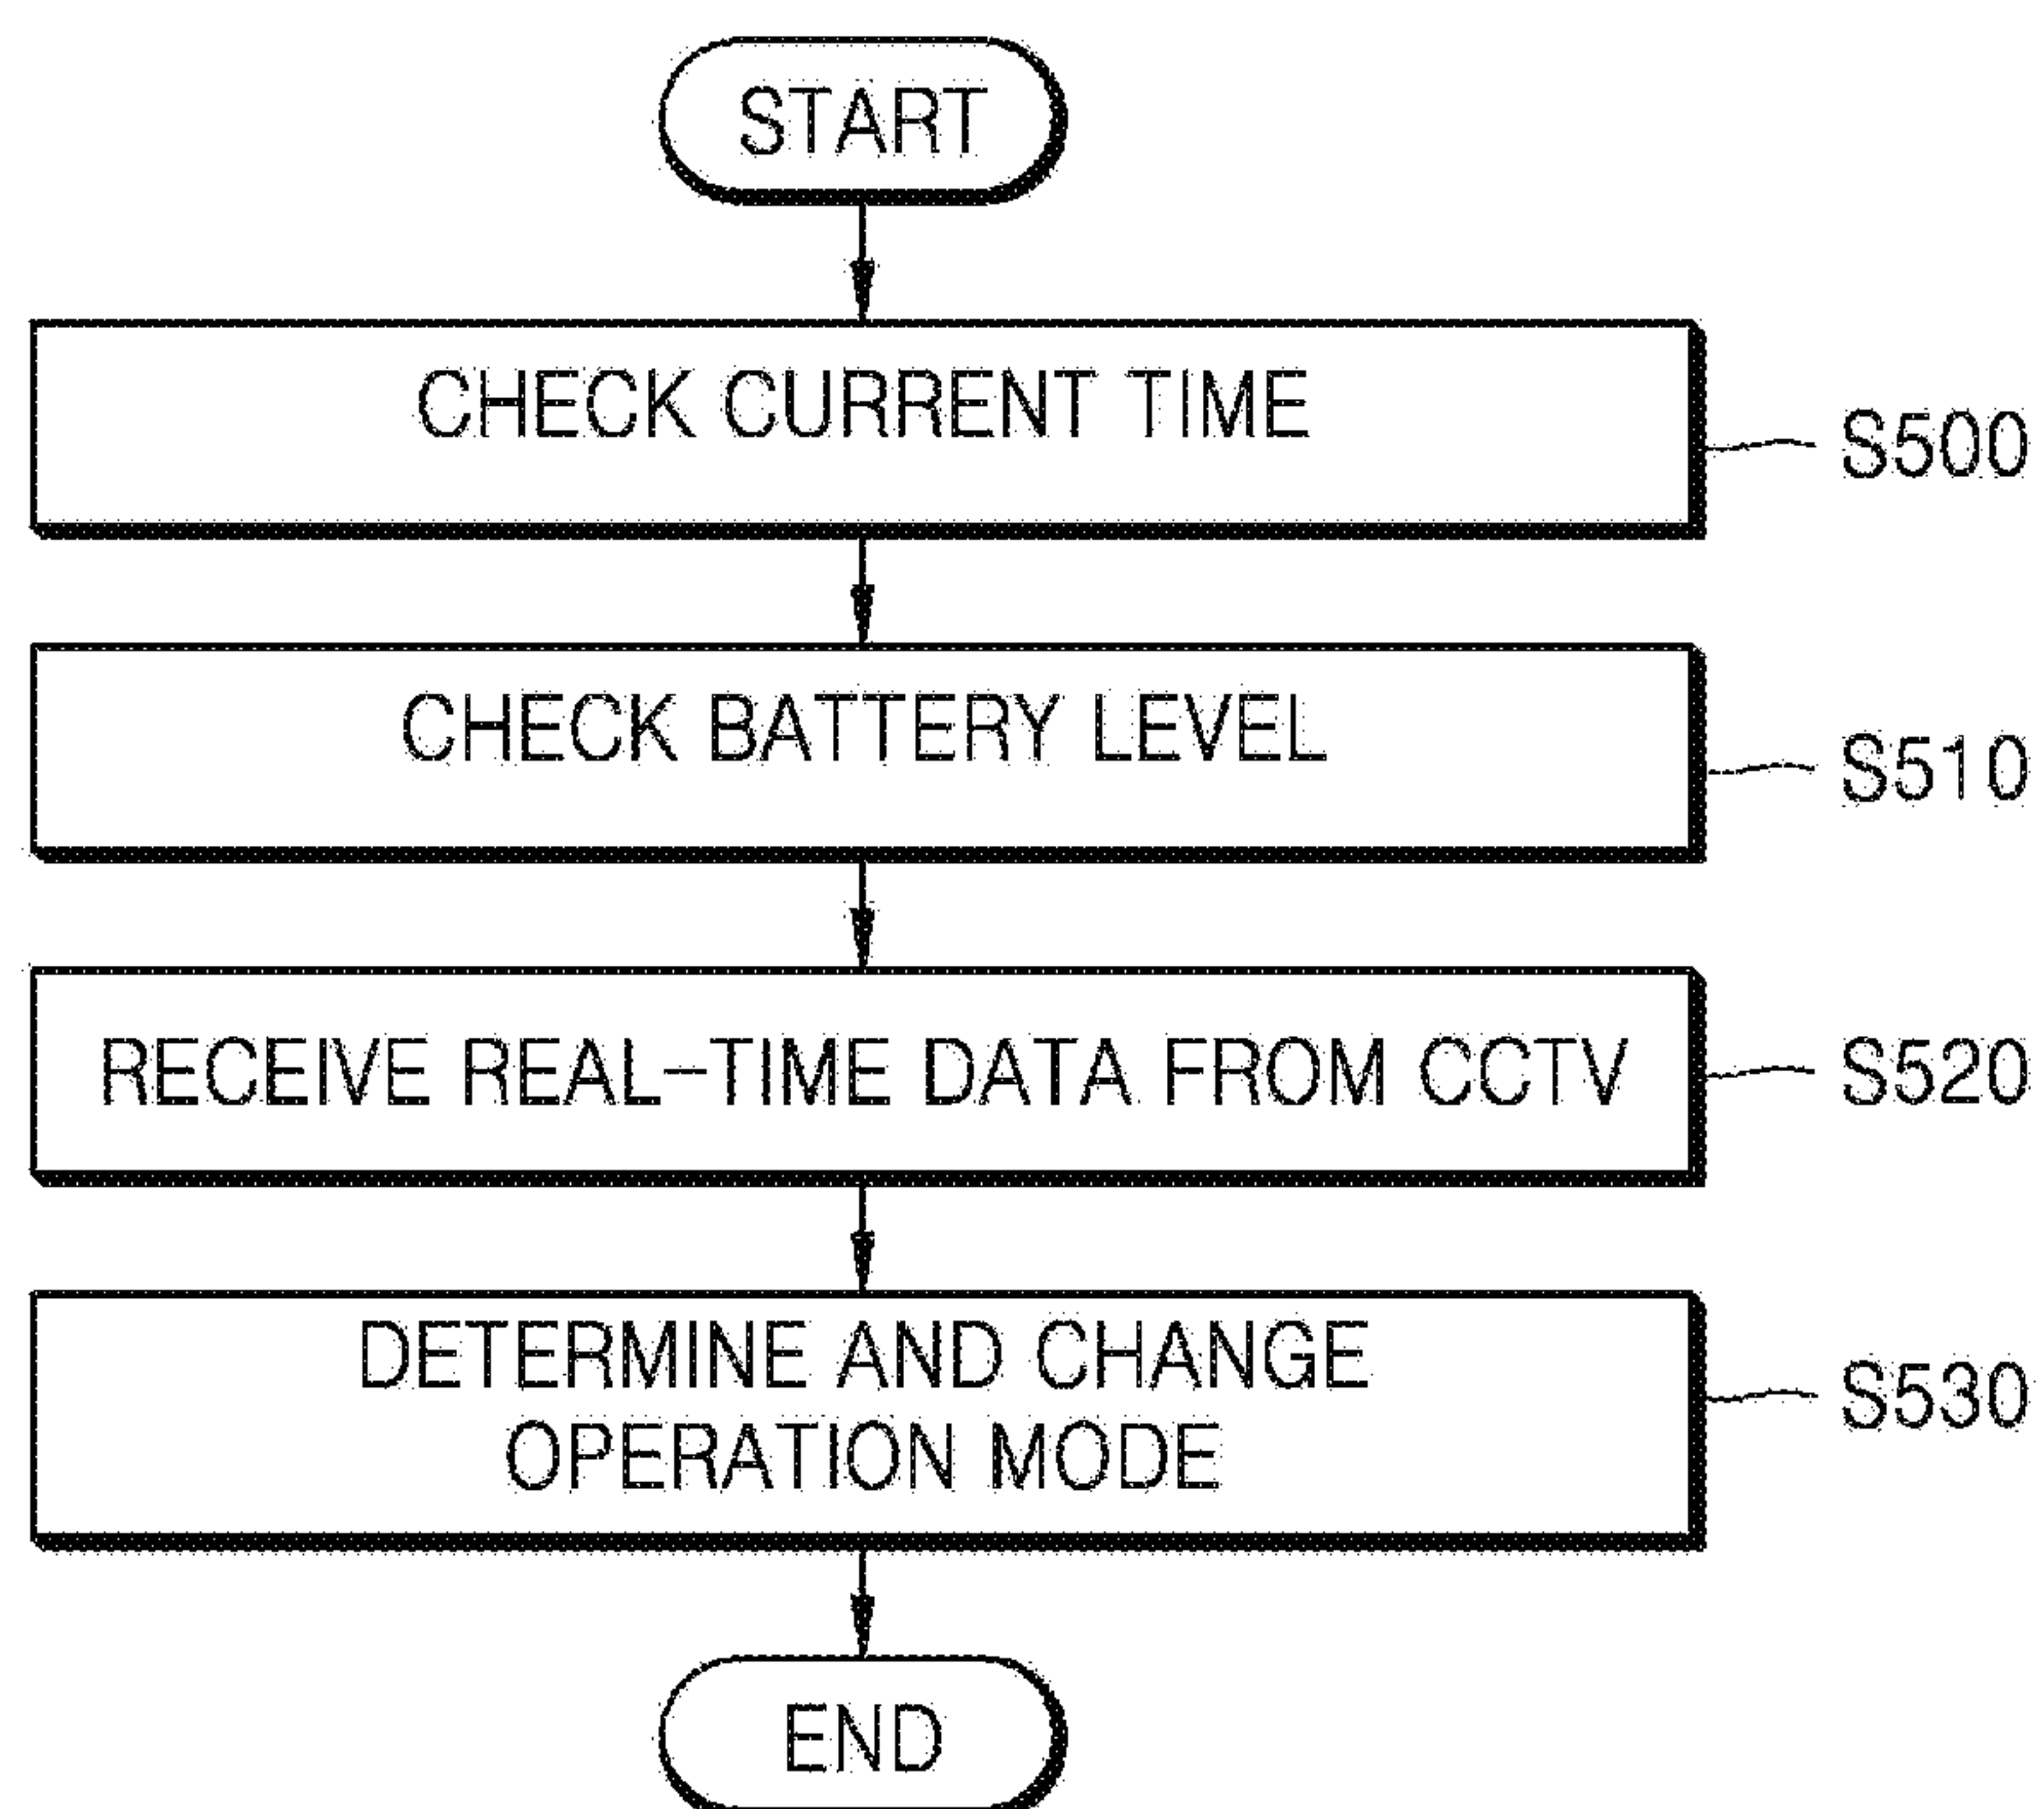 START
CHECK CURRENT TIME
S500
CHECK BATTERY LEVEL
S510
RECEIVE REAL-TIME DATA FROM CCTV
S520
DETERMINE AND CHANGE
OPERATION MODE
S530
END